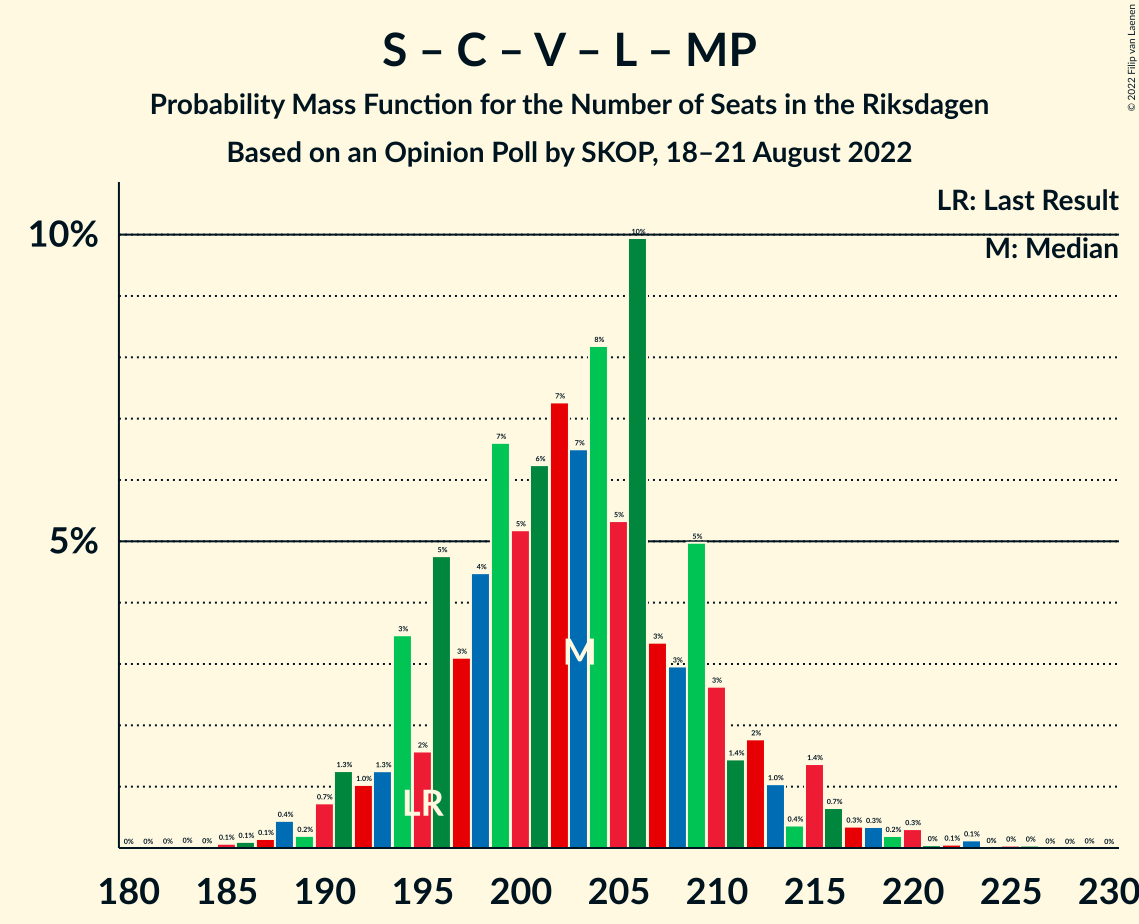 S – C – V – L – MP
Probability Mass Function for the Number of Seats in the Riksdagen
Based on an Opinion Poll by SKOP, 18–21 August 2022
© 2022 Filip van Laenen
LR: Last Result
M: Median
10%
5%
0% 0% 0% 0% 0% 0.1% 0.1% 0.1% 0.4% 0.2% 0.7% 1.3% 1.0% 1.3% 3% 2% 5% 3% 4% 7% 5% 6% 7% 7% 8% 5% 10% 3% 3% 5% 3% 1.4% 2% 1.0% 0.4% 1.4% 0.7% 0.3% 0.3% 0.2% 0.3% 0% 0.1% 0.1% 0% 0% 0% 0% 0% 0% 0%
M
LR
180 185 190 195 200 205 210 215 220 225 230